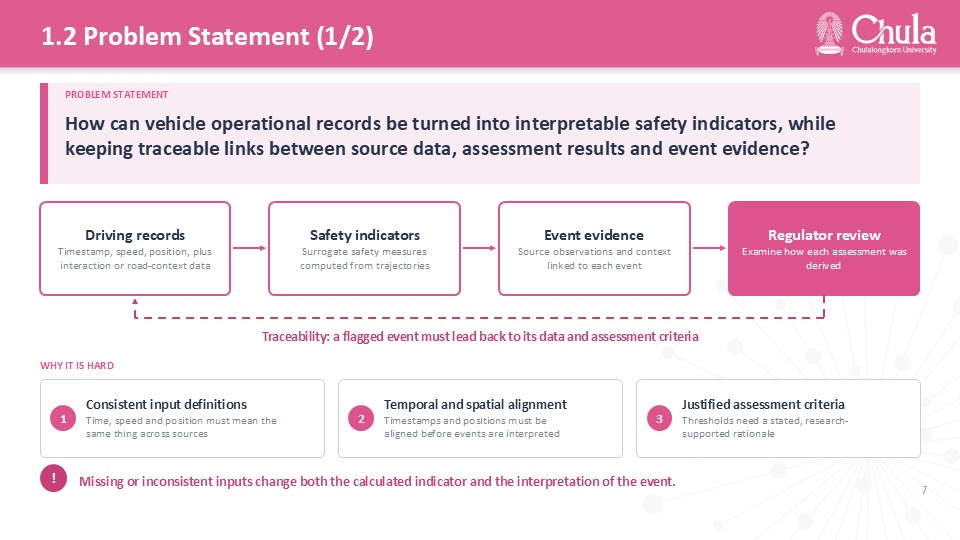 1.2 Problem Statement (1/2)
Chula
Chulalongkorn University
PROBLEM STATEMENT
How can vehicle operational records be turned into interpretable safety indicators, while
keeping traceable links between source data, assessment results and event evidence?
Driving records
Timestamp, speed, position, plus
interaction or road-context data
Safety indicators
Surrogate safety measures
computed from trajectories
Event evidence
Source observations and context
linked to each event
Regulator review
Examine how each assessment was
derived
Traceability: a flagged event must lead back to its data and assessment criteria
WHY IT IS HARD
1
Consistent input definitions
Time, speed and position must mean the
same thing across sources
2
Temporal and spatial alignment
Timestamps and positions must be
aligned before events are interpreted
3
Justified assessment criteria
Thresholds need a stated, research-
supported rationale
!
Missing or inconsistent inputs change both the calculated indicator and the interpretation of the event.
7